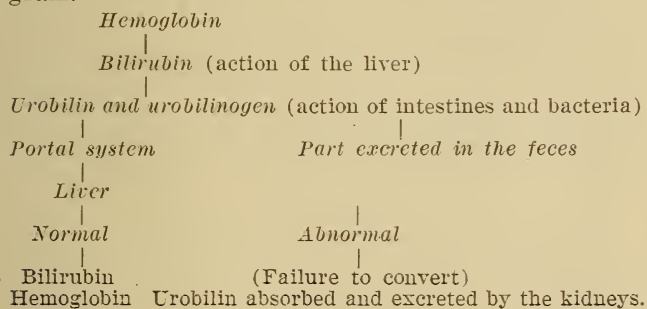 Hemoglobin
Bilirubin (action of the liver)
Urobilin and urobilinogen (action of intestines and bacteria)
Portal system Part excreted in the feces
Liver
Normal Abnormal
Bilirubin (Failure to convert)
Hemoglobin Urobilin absorbed and excreted by the kidneys.